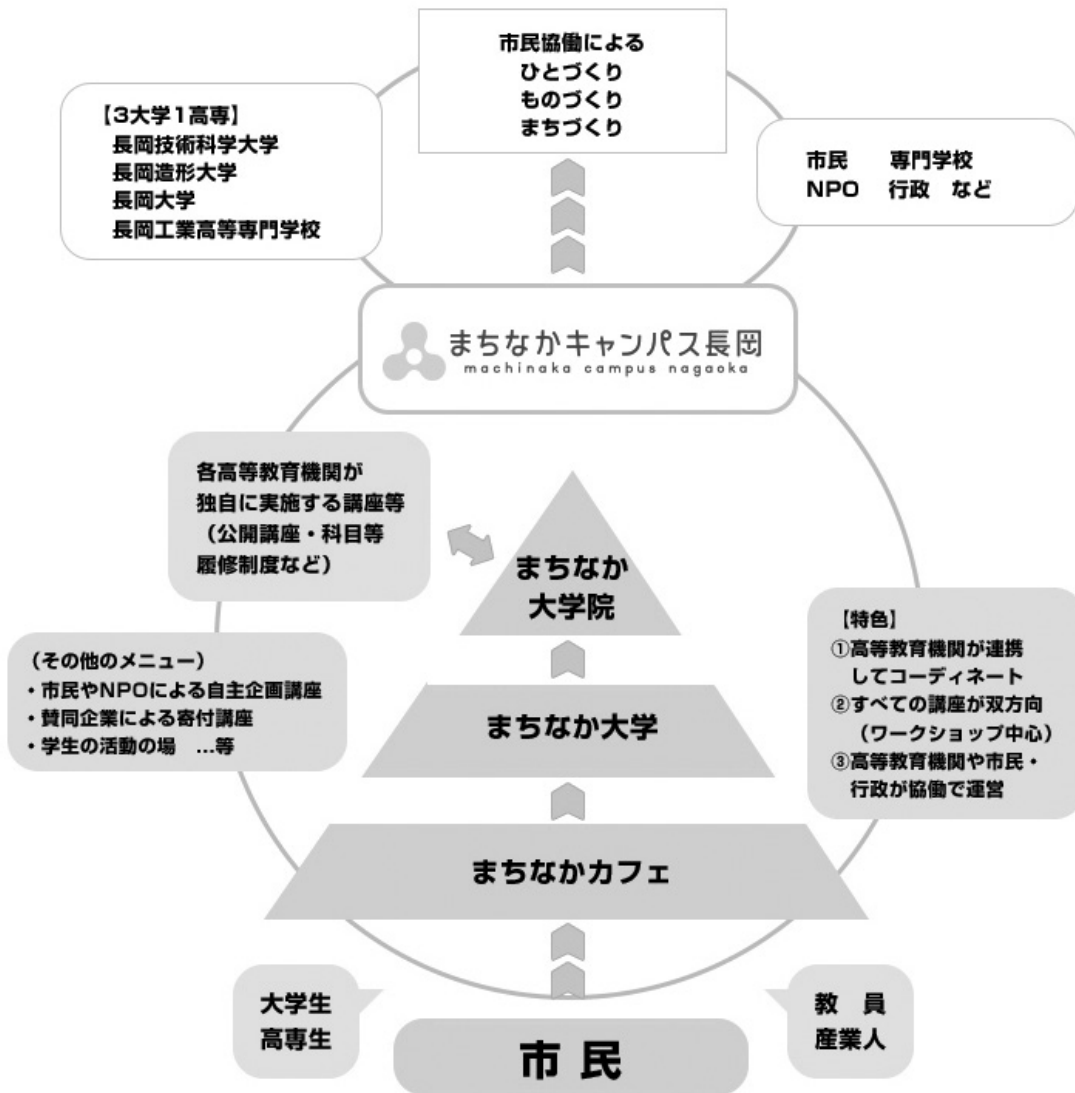 市民協働による
ひとづくり
ものづくり
まちづくり
【3大学1高専】
長岡技術科学大学
長岡造形大学
長岡大学
長岡工業高等専門学校
市民　専門学校
NPO　行政　など
まちなかキャンパス長岡
machinaka campus nagaoka
各高等教育機関が
独自に実施する講座等
（公開講座・科目等
履修制度など）
まちなか
大学院
（その他のメニュー）
・市民やNPOによる自主企画講座
・賛同企業による寄付講座
・学生の活動の場　…等
【特色】
①高等教育機関が連携
してコーディネート
②すべての講座が双方向
（ワークショップ中心）
③高等教育機関や市民・
行政が協働で運営
まちなか大学
まちなかカフェ
大学生
高専生
教　員
産業人
市 民